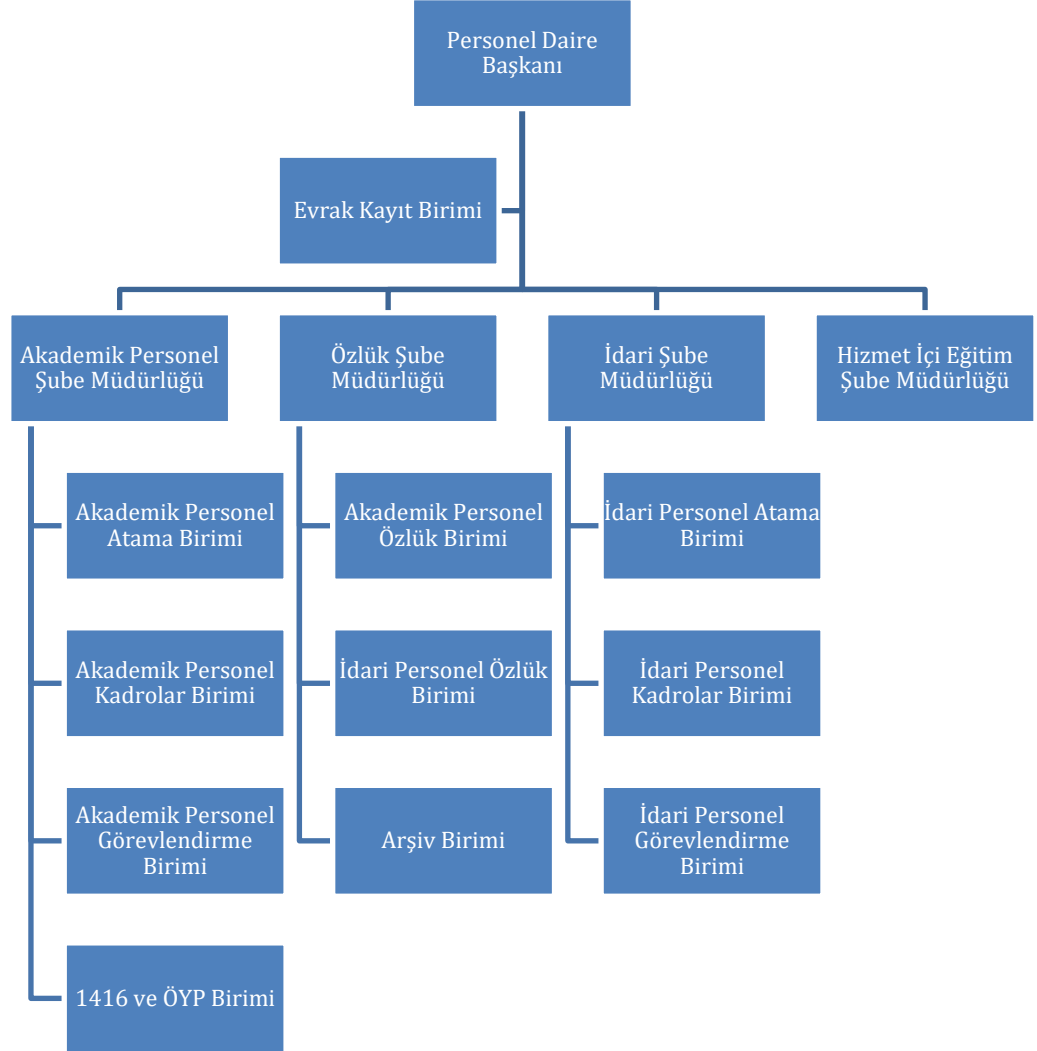 Personel Daire
Başkanı
Evrak Kayıt Birimi
Akademik Personel
Şube Müdürlüğü
Özlük Şube
Müdürlüğü
İdari Şube
Müdürlüğü
Hizmet İçi Eğitim
Şube Müdürlüğü
Akademik Personel
Atama Birimi
Akademik Personel
Kadrolar Birimi
Akademik Personel
Görevlendirme
Birimi
1416 ve ÖYP Birimi
Akademik Personel
Özlük Birimi
İdari Personel Özlük
Birimi
Arşiv Birimi
İdari Personel Atama
Birimi
İdari Personel
Kadrolar Birimi
İdari Personel
Görevlendirme
Birimi